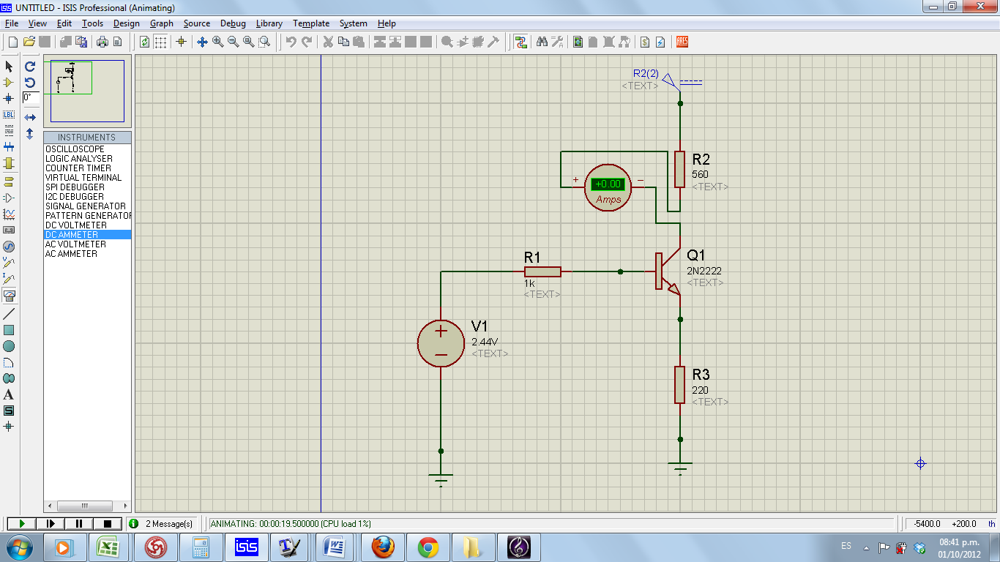 UNTITLED - ISIS Professional (Animating)
File View Edit Tools Design Graph Source Debug Library Template System Help
ARES
LBL
0°
INSTRUMENTS
OSCILLOSCOPE
LOGIC ANALYSER
COUNTER TIMER
VIRTUAL TERMINAL
SPI DEBUGGER
I2C DEBUGGER
SIGNAL GENERATOR
PATTERN GENERATOR
DC VOLTMETER
DC AMMETER
AC VOLTMETER
AC AMMETER
A
S
R2(2)
<TEXT>
R2
560
<TEXT>
+ −
+0.00
Amps
R1
1k
<TEXT>
Q1
2N2222
<TEXT>
V1
2.44V
<TEXT>
+
−
R3
220
<TEXT>
2 Message(s) ANIMATING: 00:00:19.500000 (CPU load 1%) -5400.0 +200.0 th
isis
ES
08:41 p.m.
01/10/2012